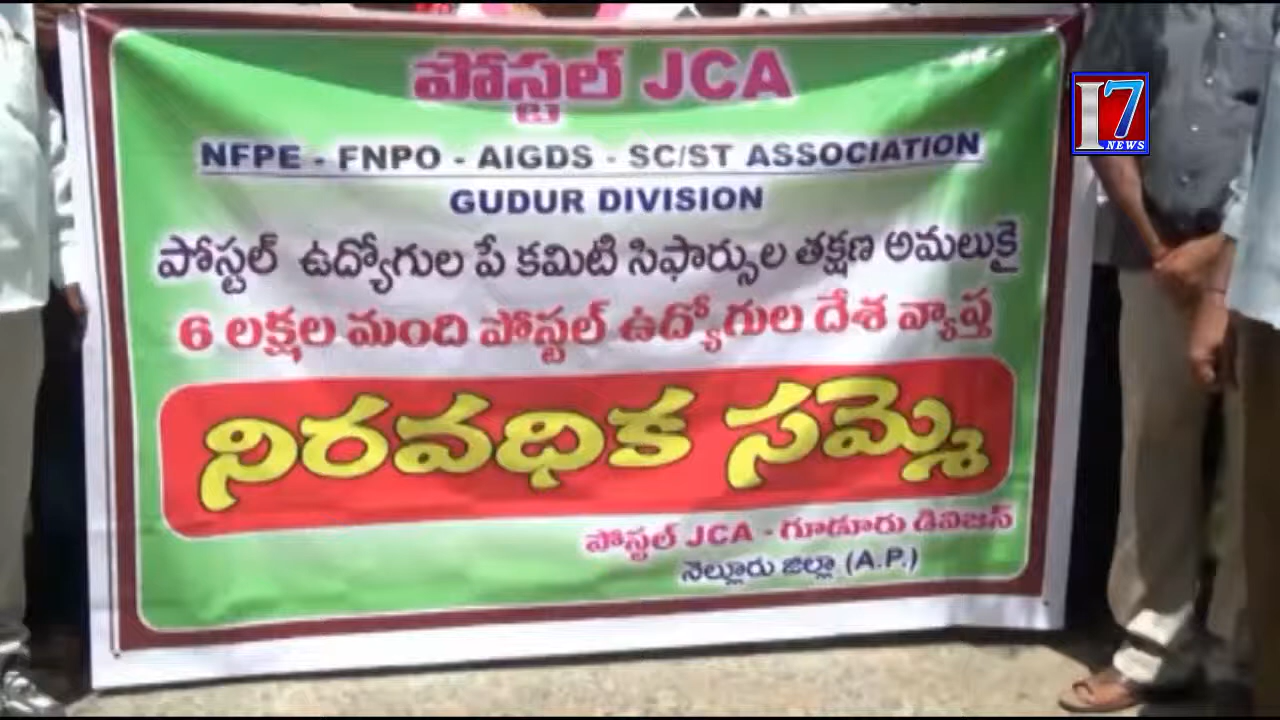 పోస్టల్ JCA
NFPE - FNPO - AIGDS - SC/ST ASSOCIATION
GUDUR DIVISION
పోస్టల్ ఉద్యోగుల పే కమిటి సిఫార్సుల తక్షణ అమలుకై
6 లక్షల మంది పోస్టల్ ఉద్యోగుల దేశ వ్యాప్త
నిరవధిక సమ్మె
పోస్టల్ JCA - గూడూరు డివిజన్
నెల్లూరు జిల్లా (A.P.)
I7
NEWS